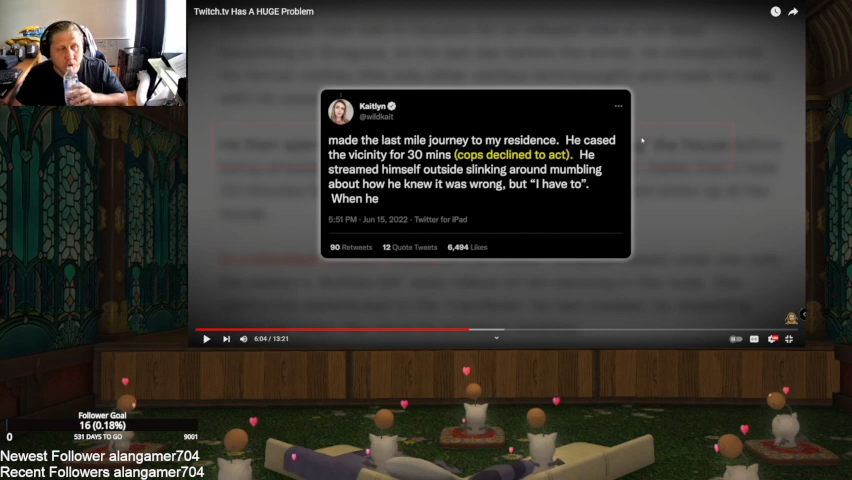 Twitch.tv Has A HUGE Problem
Kaitlyn
@wildkait
made the last mile journey to my residence. He cased
the vicinity for 30 mins (cops declined to act). He
streamed himself outside slinking around mumbling
about how he knew it was wrong, but “I have to”.
When he
5:51 PM · Jun 15, 2022 · Twitter for iPad
90 Retweets 12 Quote Tweets 6,494 Likes
6:04 / 13:21
Follower Goal
16 (0.18%)
0 531 DAYS TO GO 9001
Newest Follower alangamer704
Recent Followers alangamer704